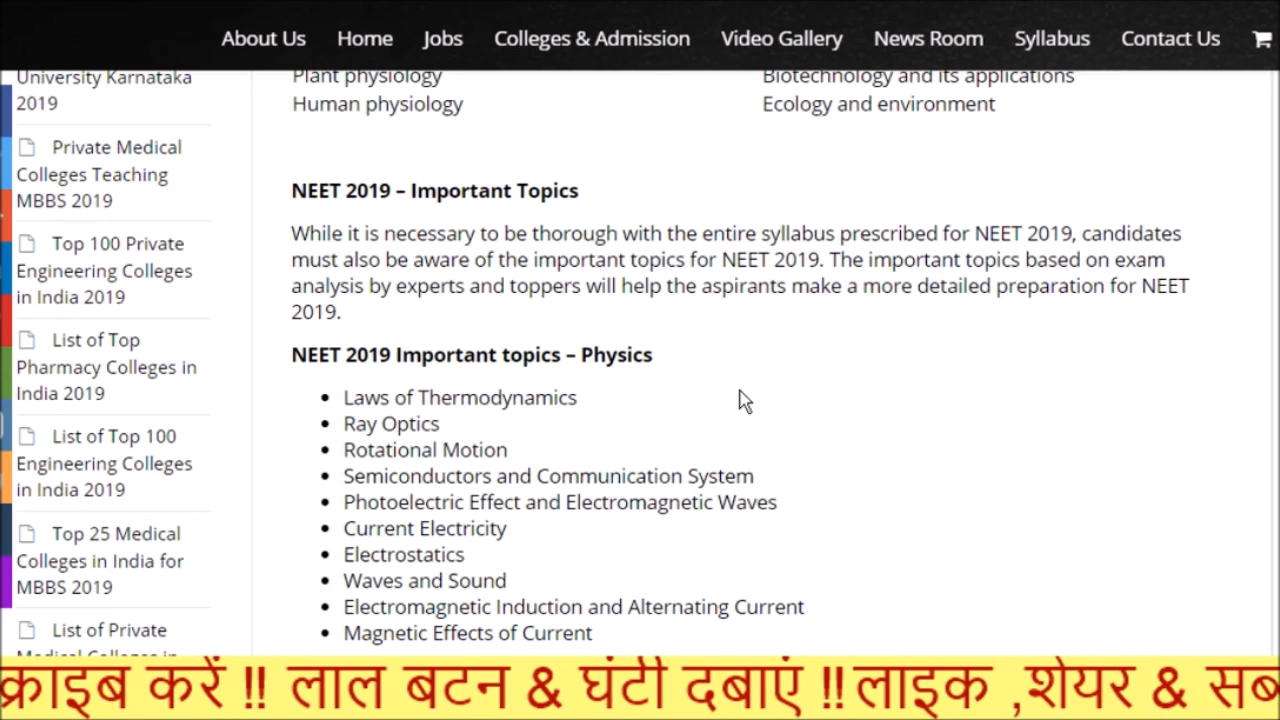 About Us Home Jobs Colleges & Admission Video Gallery News Room Syllabus Contact Us
University Karnataka
2019
Private Medical
Colleges Teaching
MBBS 2019
Top 100 Private
Engineering Colleges
in India 2019
List of Top
Pharmacy Colleges in
India 2019
List of Top 100
Engineering Colleges
in India 2019
Top 25 Medical
Colleges in India for
MBBS 2019
List of Private
Medical Colleges in
Plant physiology Biotechnology and its applications
Human physiology Ecology and environment
NEET 2019 – Important Topics
While it is necessary to be thorough with the entire syllabus prescribed for NEET 2019, candidates
must also be aware of the important topics for NEET 2019. The important topics based on exam
analysis by experts and toppers will help the aspirants make a more detailed preparation for NEET
2019.
NEET 2019 Important topics – Physics
• Laws of Thermodynamics
• Ray Optics
• Rotational Motion
• Semiconductors and Communication System
• Photoelectric Effect and Electromagnetic Waves
• Current Electricity
• Electrostatics
• Waves and Sound
• Electromagnetic Induction and Alternating Current
• Magnetic Effects of Current
क्राइब करें !! लाल बटन & घंटी दबाएं !! लाइक ,शेयर & सब